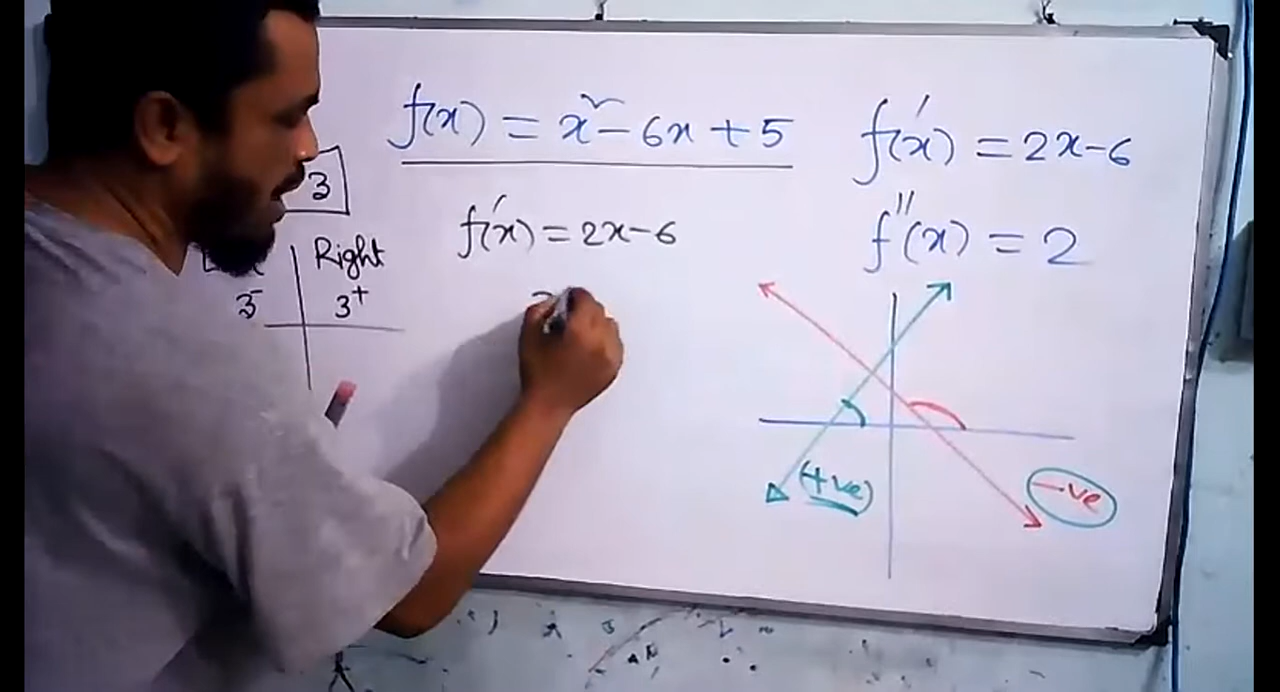 f(x) = x² - 6x + 5
f'(x) = 2x-6
f''(x) = 2
3
f'(x) = 2x-6
Right
3⁻ 3⁺
(+ve)
-ve